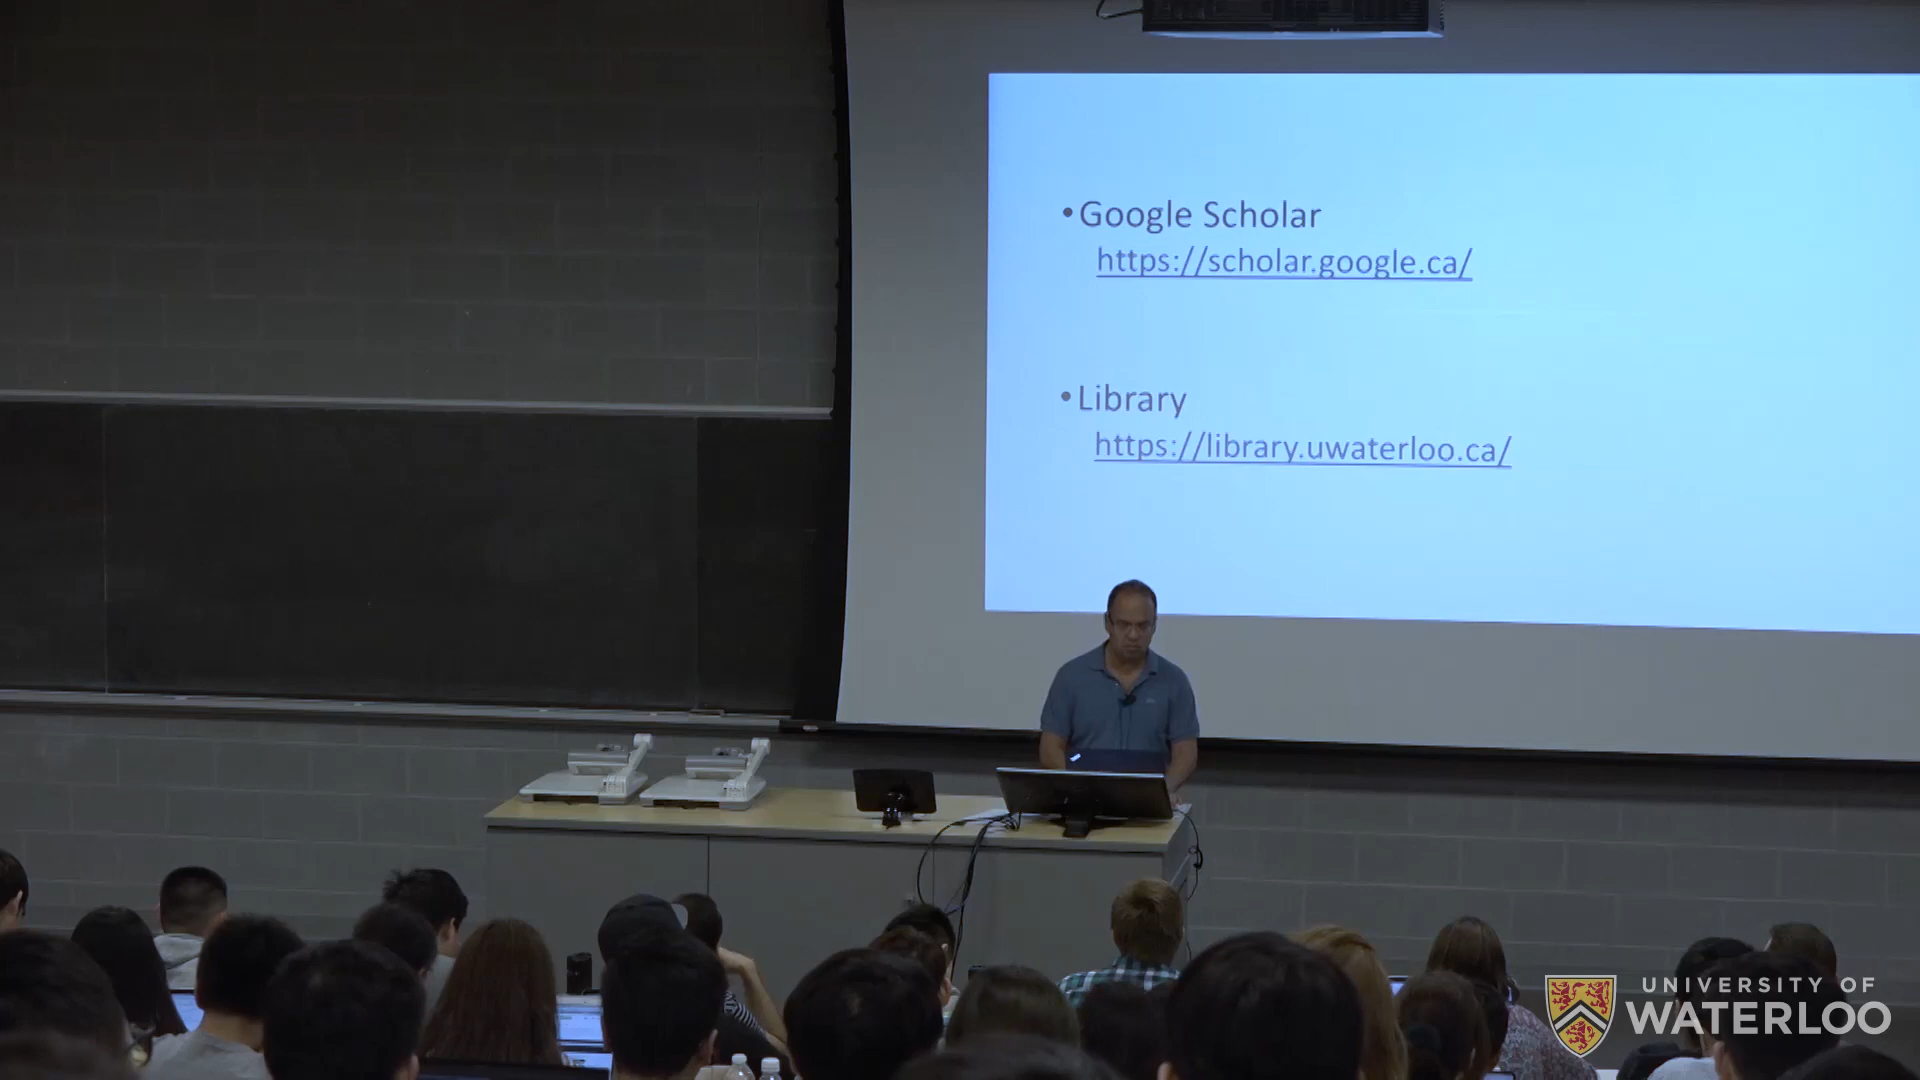 •Google Scholar
https://scholar.google.ca/
•Library
https://library.uwaterloo.ca/
UNIVERSITY OF
WATERLOO